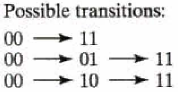 Possible transitions:
00 → 11
00 → 01 → 11
00 → 10 → 11